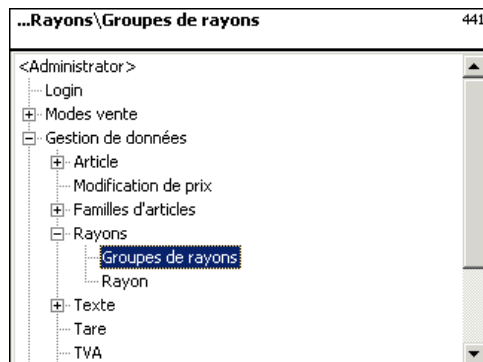 ...Rayons\Groupes de rayons 441
<Administrator>
Login
Modes vente
Gestion de données
Article
Modification de prix
Familles d'articles
Rayons
Groupes de rayons
Rayon
Texte
Tare
TVA